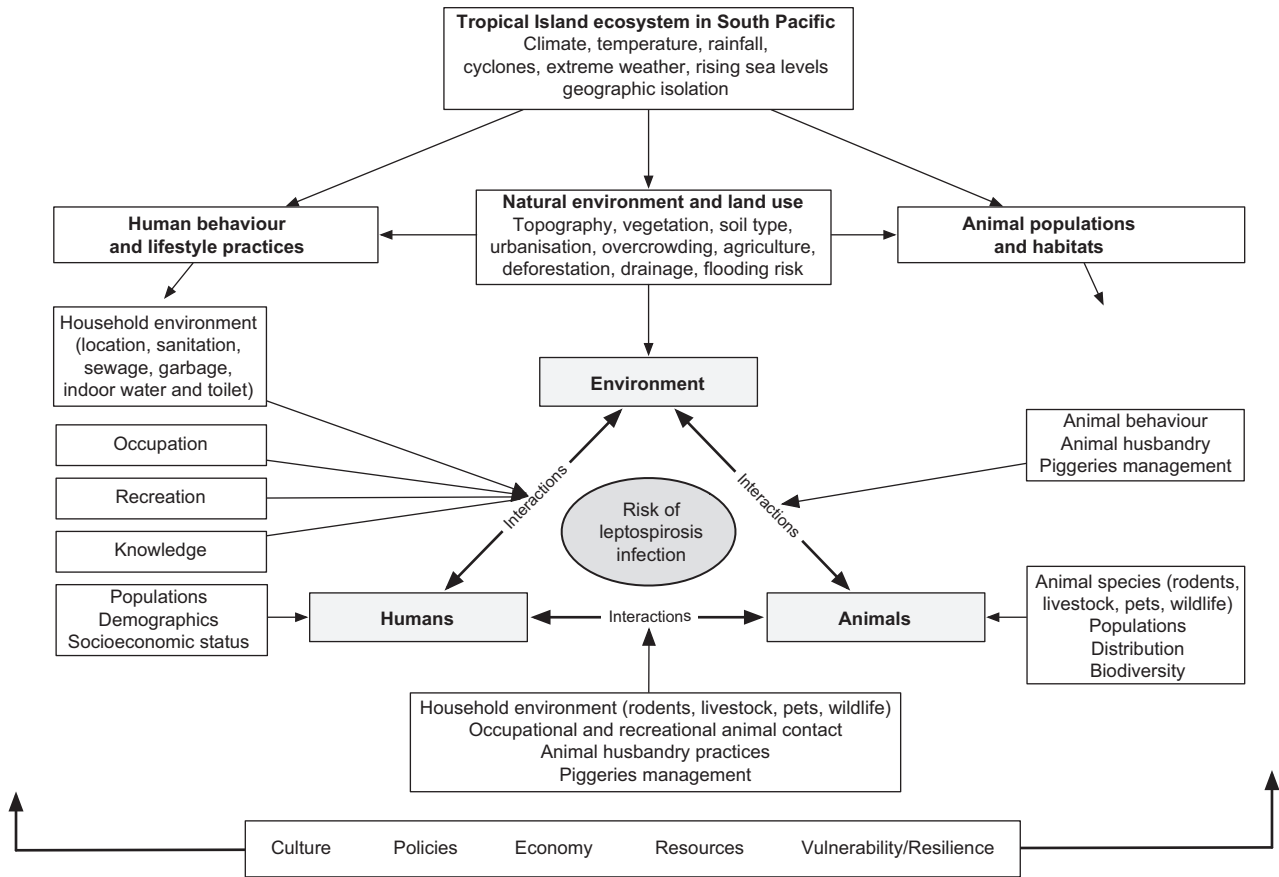 Tropical Island ecosystem in South Pacific
Climate, temperature, rainfall,
cyclones, extreme weather, rising sea levels
geographic isolation
Human behaviour
and lifestyle practices
Natural environment and land use
Topography, vegetation, soil type,
urbanisation, overcrowding, agriculture,
deforestation, drainage, flooding risk
Animal populations
and habitats
Household environment
(location, sanitation,
sewage, garbage,
indoor water and toilet)
Environment
Occupation
Recreation
Knowledge
Animal behaviour
Animal husbandry
Piggeries management
Interactions
Interactions
Risk of
leptospirosis
infection
Populations
Demographics
Socioeconomic status
Humans
Interactions
Animals
Animal species (rodents,
livestock, pets, wildlife)
Populations
Distribution
Biodiversity
Household environment (rodents, livestock, pets, wildlife)
Occupational and recreational animal contact
Animal husbandry practices
Piggeries management
Culture Policies Economy Resources Vulnerability/Resilience